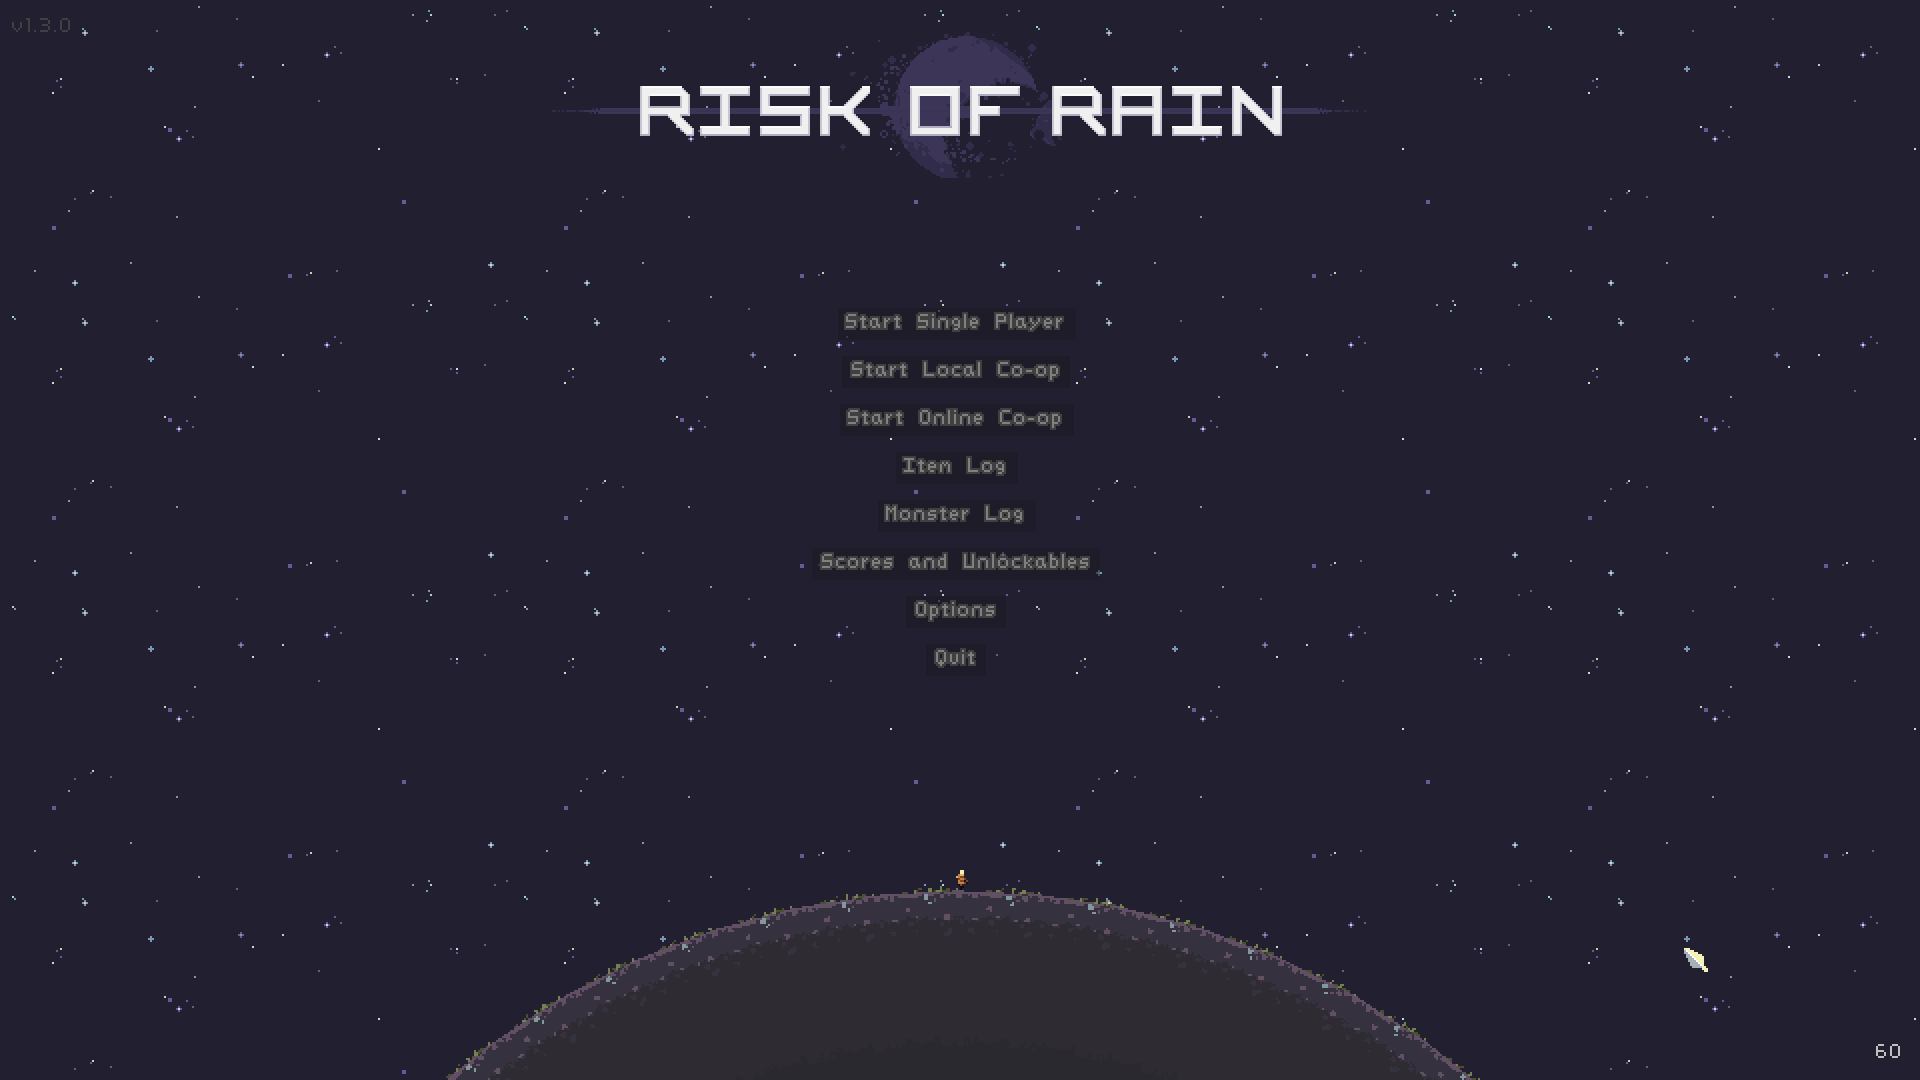 v1.3.0
RISK OF RAIN
Start Single Player
Start Local Co-op
Start Online Co-op
Item Log
Monster Log
Scores and Unlockables
Options
Quit
60